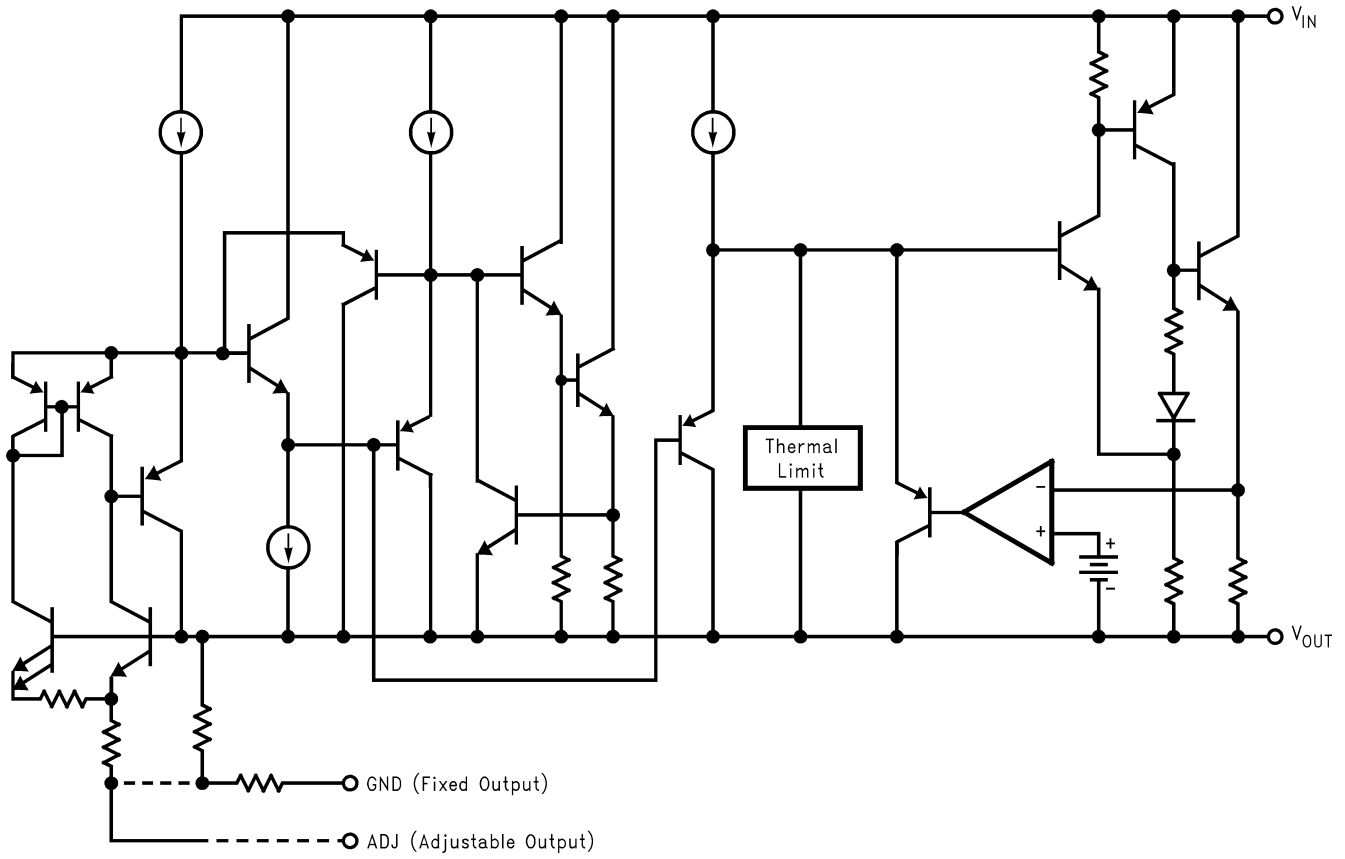 VIN
Thermal
Limit
−
+
+
−
VOUT
GND (Fixed Output)
ADJ (Adjustable Output)